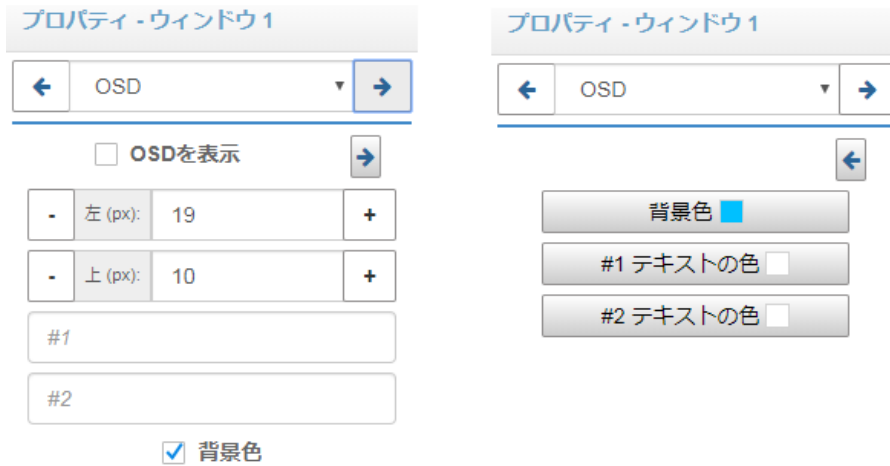 プロパティ - ウィンドウ 1
OSD
OSDを表示
- 左 (px): 19 +
- 上 (px): 10 +
#1
#2
背景色
プロパティ - ウィンドウ 1
OSD
背景色
#1 テキストの色
#2 テキストの色